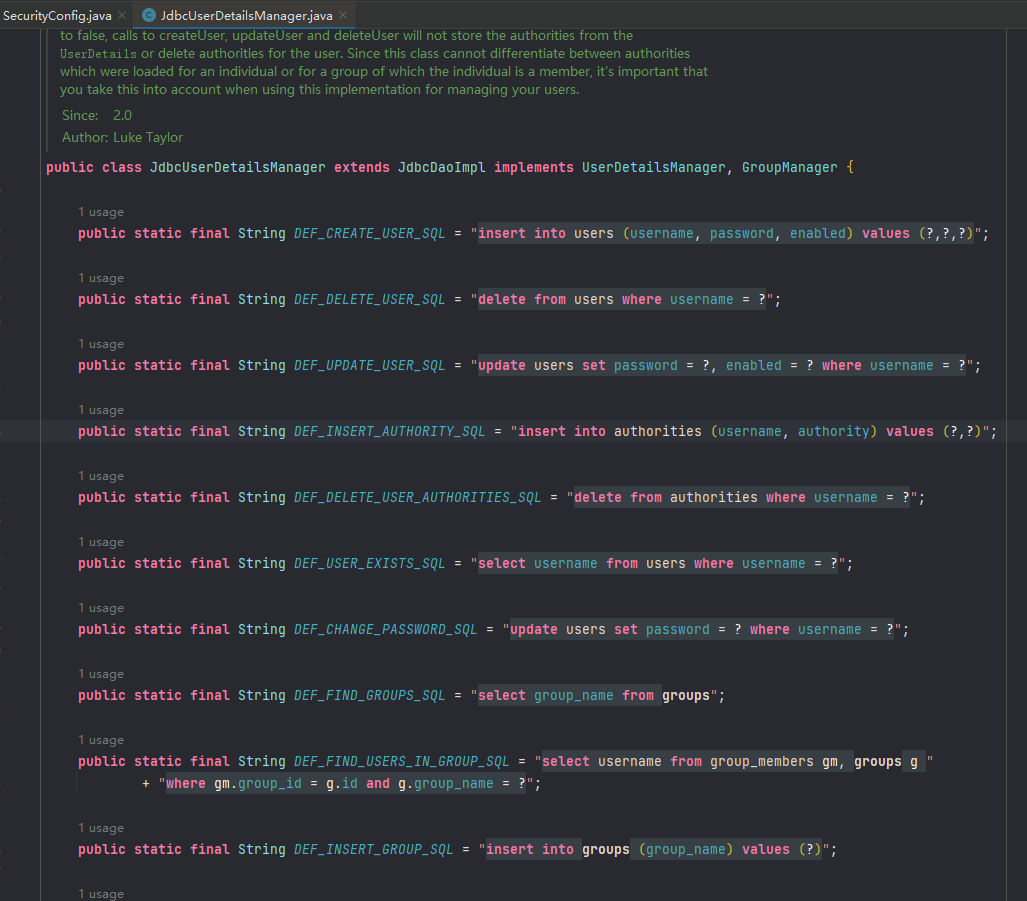 SecurityConfig.java
JdbcUserDetailsManager.java
to false, calls to createUser, updateUser and deleteUser will not store the authorities from the
UserDetails or delete authorities for the user. Since this class cannot differentiate between authorities
which were loaded for an individual or for a group of which the individual is a member, it's important that
you take this into account when using this implementation for managing your users.
Since: 2.0
Author: Luke Taylor
public class JdbcUserDetailsManager extends JdbcDaoImpl implements UserDetailsManager, GroupManager {
1 usage
public static final String DEF_CREATE_USER_SQL = "insert into users (username, password, enabled) values (?,?,?)";
1 usage
public static final String DEF_DELETE_USER_SQL = "delete from users where username = ?";
1 usage
public static final String DEF_UPDATE_USER_SQL = "update users set password = ?, enabled = ? where username = ?";
1 usage
public static final String DEF_INSERT_AUTHORITY_SQL = "insert into authorities (username, authority) values (?,?)";
1 usage
public static final String DEF_DELETE_USER_AUTHORITIES_SQL = "delete from authorities where username = ?";
1 usage
public static final String DEF_USER_EXISTS_SQL = "select username from users where username = ?";
1 usage
public static final String DEF_CHANGE_PASSWORD_SQL = "update users set password = ? where username = ?";
1 usage
public static final String DEF_FIND_GROUPS_SQL = "select group_name from groups";
1 usage
public static final String DEF_FIND_USERS_IN_GROUP_SQL = "select username from group_members gm, groups g "
+ "where gm.group_id = g.id and g.group_name = ?";
1 usage
public static final String DEF_INSERT_GROUP_SQL = "insert into groups (group_name) values (?)";
1 usage